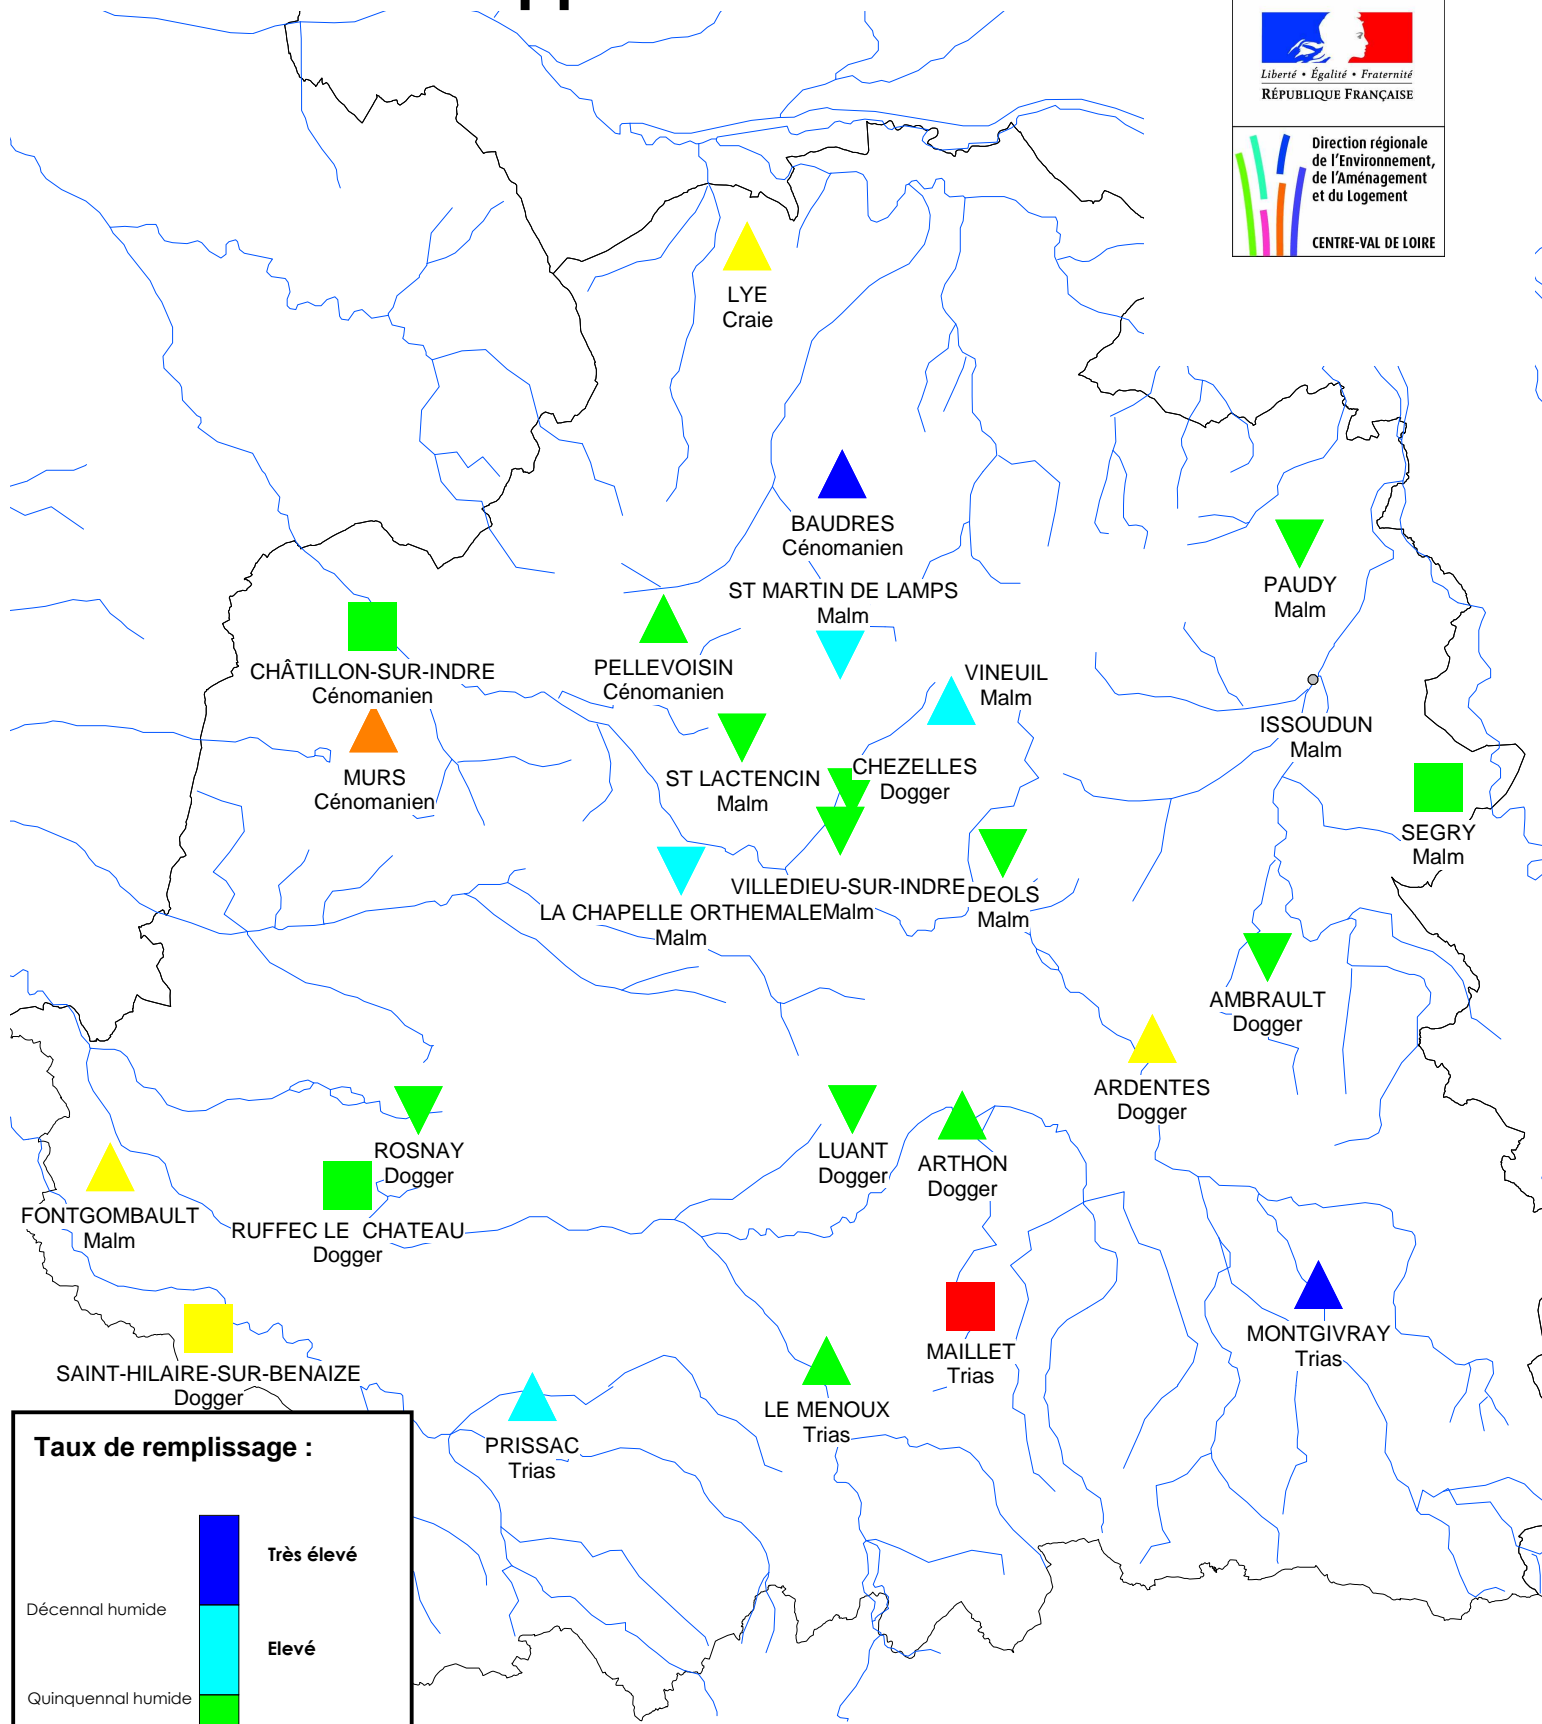 Liberté • Égalité • Fraternité
RÉPUBLIQUE FRANÇAISE
Direction régionale
de l'Environnement,
de l'Aménagement
et du Logement
CENTRE-VAL DE LOIRE
LYE
Craie
BAUDRES
Cénomanien
ST MARTIN DE LAMPS
Malm
PAUDY
Malm
CHÂTILLON-SUR-INDRE
Cénomanien
PELLEVOISIN
Cénomanien
VINEUIL
Malm
ISSOUDUN
Malm
MURS
Cénomanien
ST LACTENCIN
Malm
CHEZELLES
Dogger
SEGRY
Malm
VILLEDIEU-SUR-INDRE
Malm
DEOLS
Malm
LA CHAPELLE ORTHEMALE
Malm
AMBRAULT
Dogger
ARDENTES
Dogger
ROSNAY
Dogger
LUANT
Dogger
ARTHON
Dogger
FONTGOMBAULT
Malm
RUFFEC LE  CHATEAU
Dogger
MONTGIVRAY
Trias
MAILLET
Trias
SAINT-HILAIRE-SUR-BENAIZE
Dogger
LE MENOUX
Trias
PRISSAC
Trias
Taux de remplissage :
Très élevé
Décennal humide
Elevé
Quinquennal humide